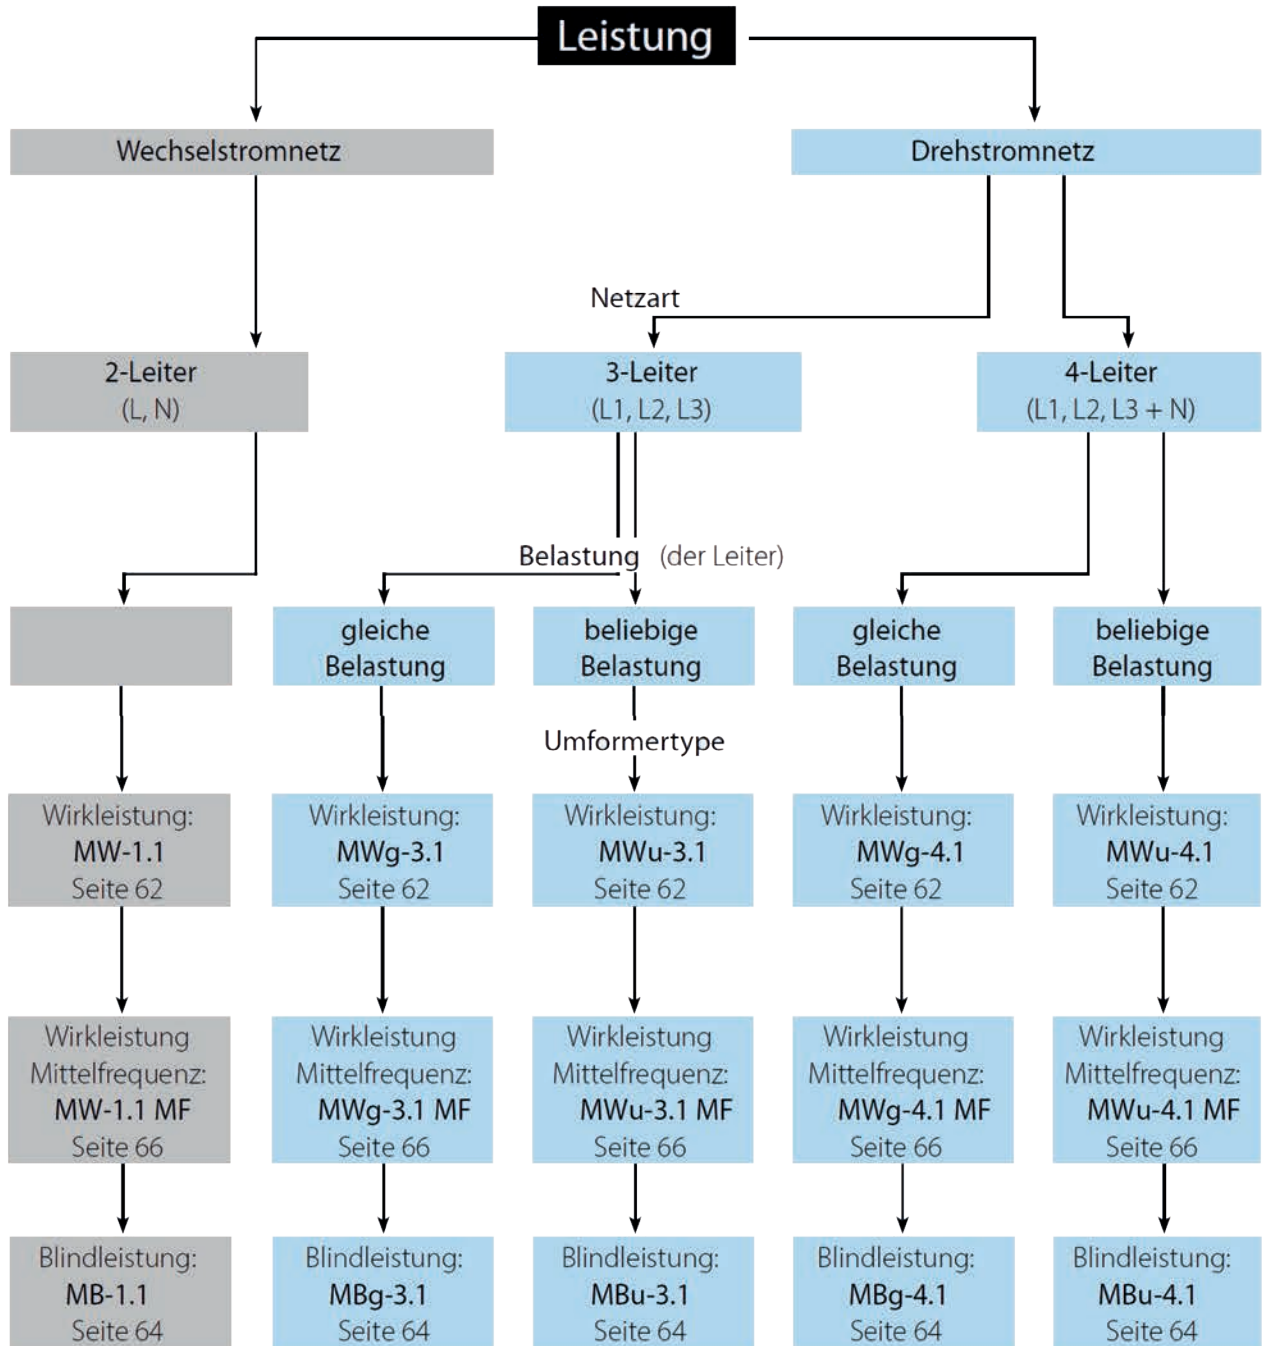 Leistung
Wechselstromnetz
Drehstromnetz
Netzart
2-Leiter
(L, N)
3-Leiter
(L1, L2, L3)
4-Leiter
(L1, L2, L3 + N)
Belastung (der Leiter)
gleiche
Belastung
beliebige
Belastung
gleiche
Belastung
beliebige
Belastung
Umformertype
Wirkleistung:
MW-1.1
Seite 62
Wirkleistung:
MWg-3.1
Seite 62
Wirkleistung:
MWu-3.1
Seite 62
Wirkleistung:
MWg-4.1
Seite 62
Wirkleistung:
MWu-4.1
Seite 62
Wirkleistung
Mittelfrequenz:
MW-1.1 MF
Seite 66
Wirkleistung
Mittelfrequenz:
MWg-3.1 MF
Seite 66
Wirkleistung
Mittelfrequenz:
MWu-3.1 MF
Seite 66
Wirkleistung
Mittelfrequenz:
MWg-4.1 MF
Seite 66
Wirkleistung
Mittelfrequenz:
MWu-4.1 MF
Seite 66
Blindleistung:
MB-1.1
Seite 64
Blindleistung:
MBg-3.1
Seite 64
Blindleistung:
MBu-3.1
Seite 64
Blindleistung:
MBg-4.1
Seite 64
Blindleistung:
MBu-4.1
Seite 64